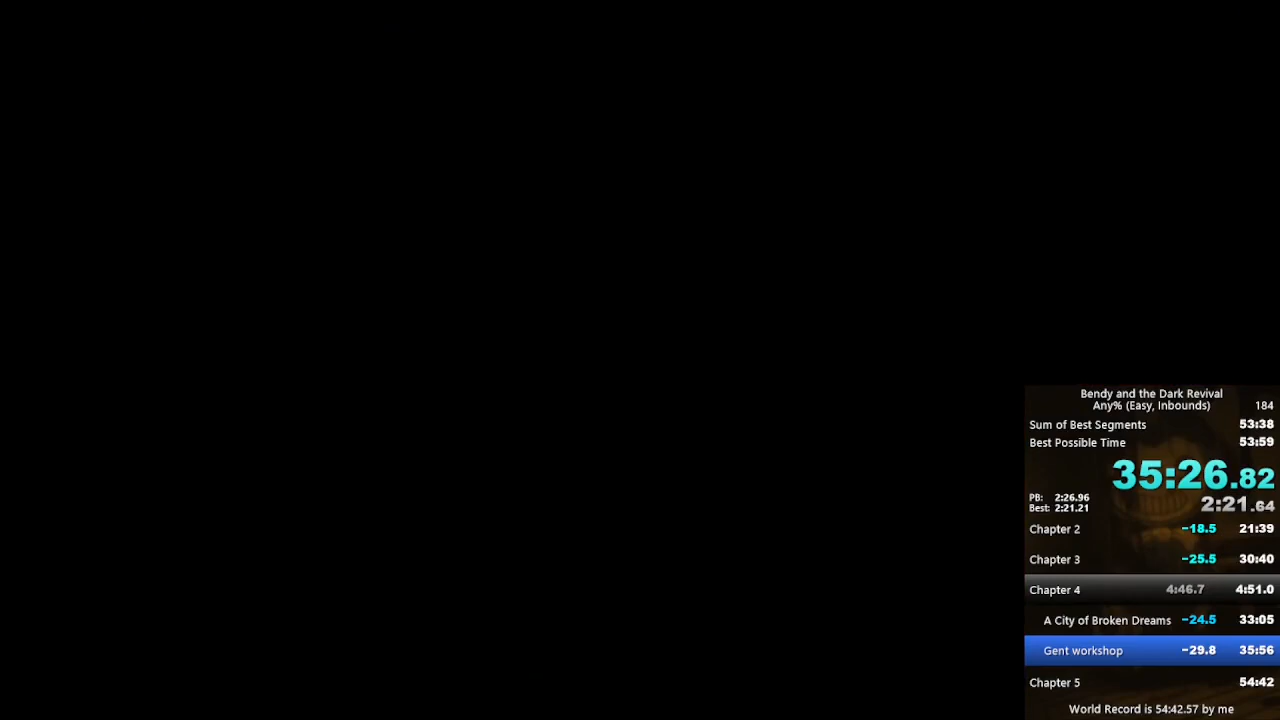 Bendy and the Dark Revival
Any% (Easy, Inbounds) 184
Sum of Best Segments 53:38
Best Possible Time 53:59
35:26.82
PB: 2:26.96
Best: 2:21.21
2:21.64
Chapter 2 -18.5 21:39
Chapter 3 -25.5 30:40
Chapter 4 4:46.7 4:51.0
A City of Broken Dreams -24.5 33:05
Gent workshop -29.8 35:56
Chapter 5 54:42
World Record is 54:42.57 by me